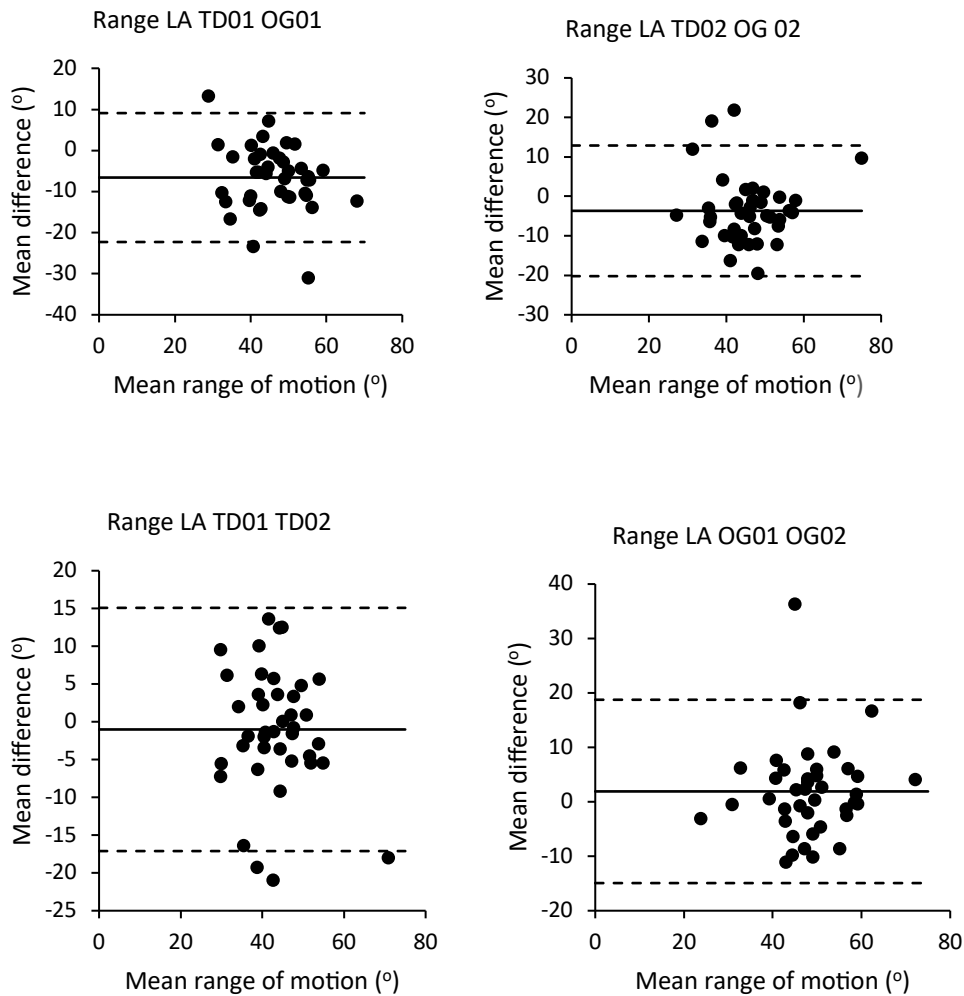 Range LA TD01 OG01
20
10
0
-10
-20
-30
-40
0 20 40 60 80
Mean difference (o)
Mean range of motion (o)
Range LA TD02 OG 02
30
20
10
0
-10
-20
-30
0 20 40 60 80
Mean difference (o)
Mean range of motion (o)
Range LA TD01 TD02
20
15
10
5
0
-5
-10
-15
-20
-25
0 20 40 60 80
Mean difference (o)
Mean range of motion (o)
Range LA OG01 OG02
40
30
20
10
0
-10
-20
0 20 40 60 80
Mean difference (o)
Mean range of motion (o)